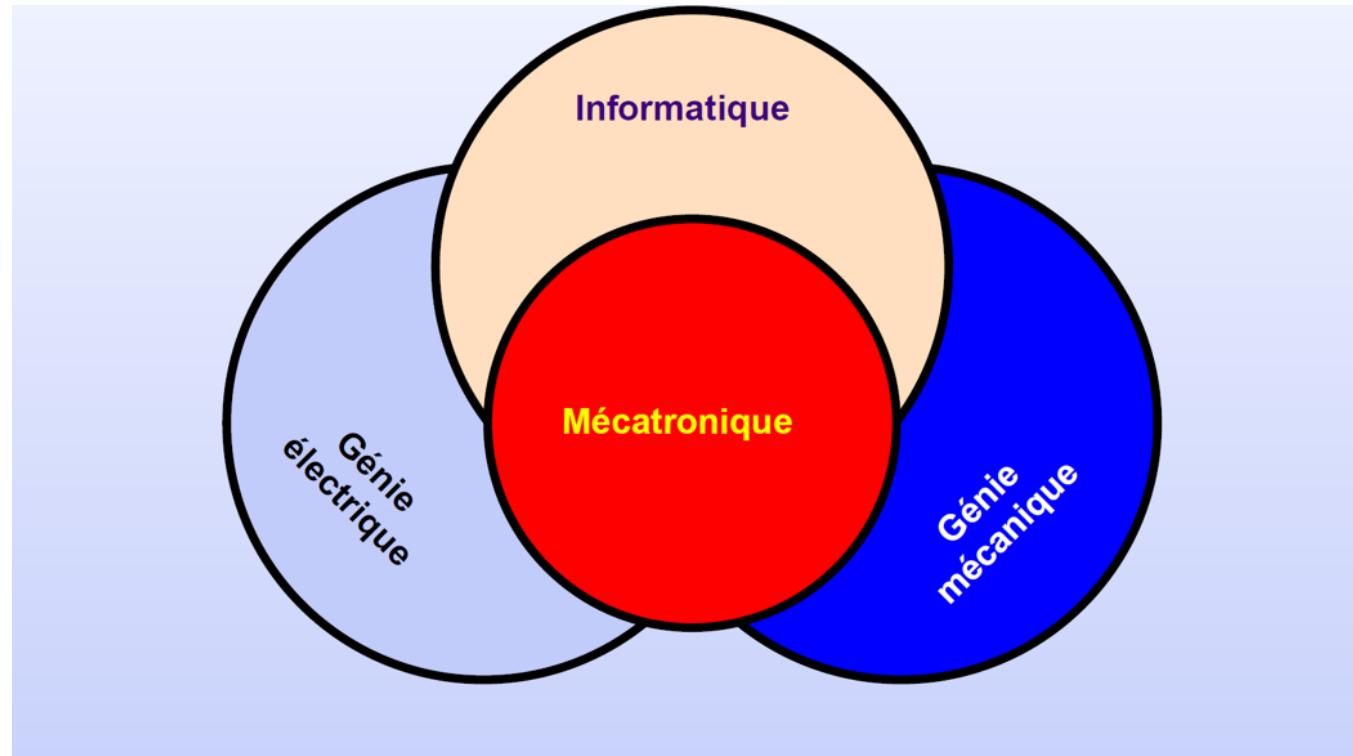 Informatique
Mécatronique
Génie
électrique
Génie
mécanique